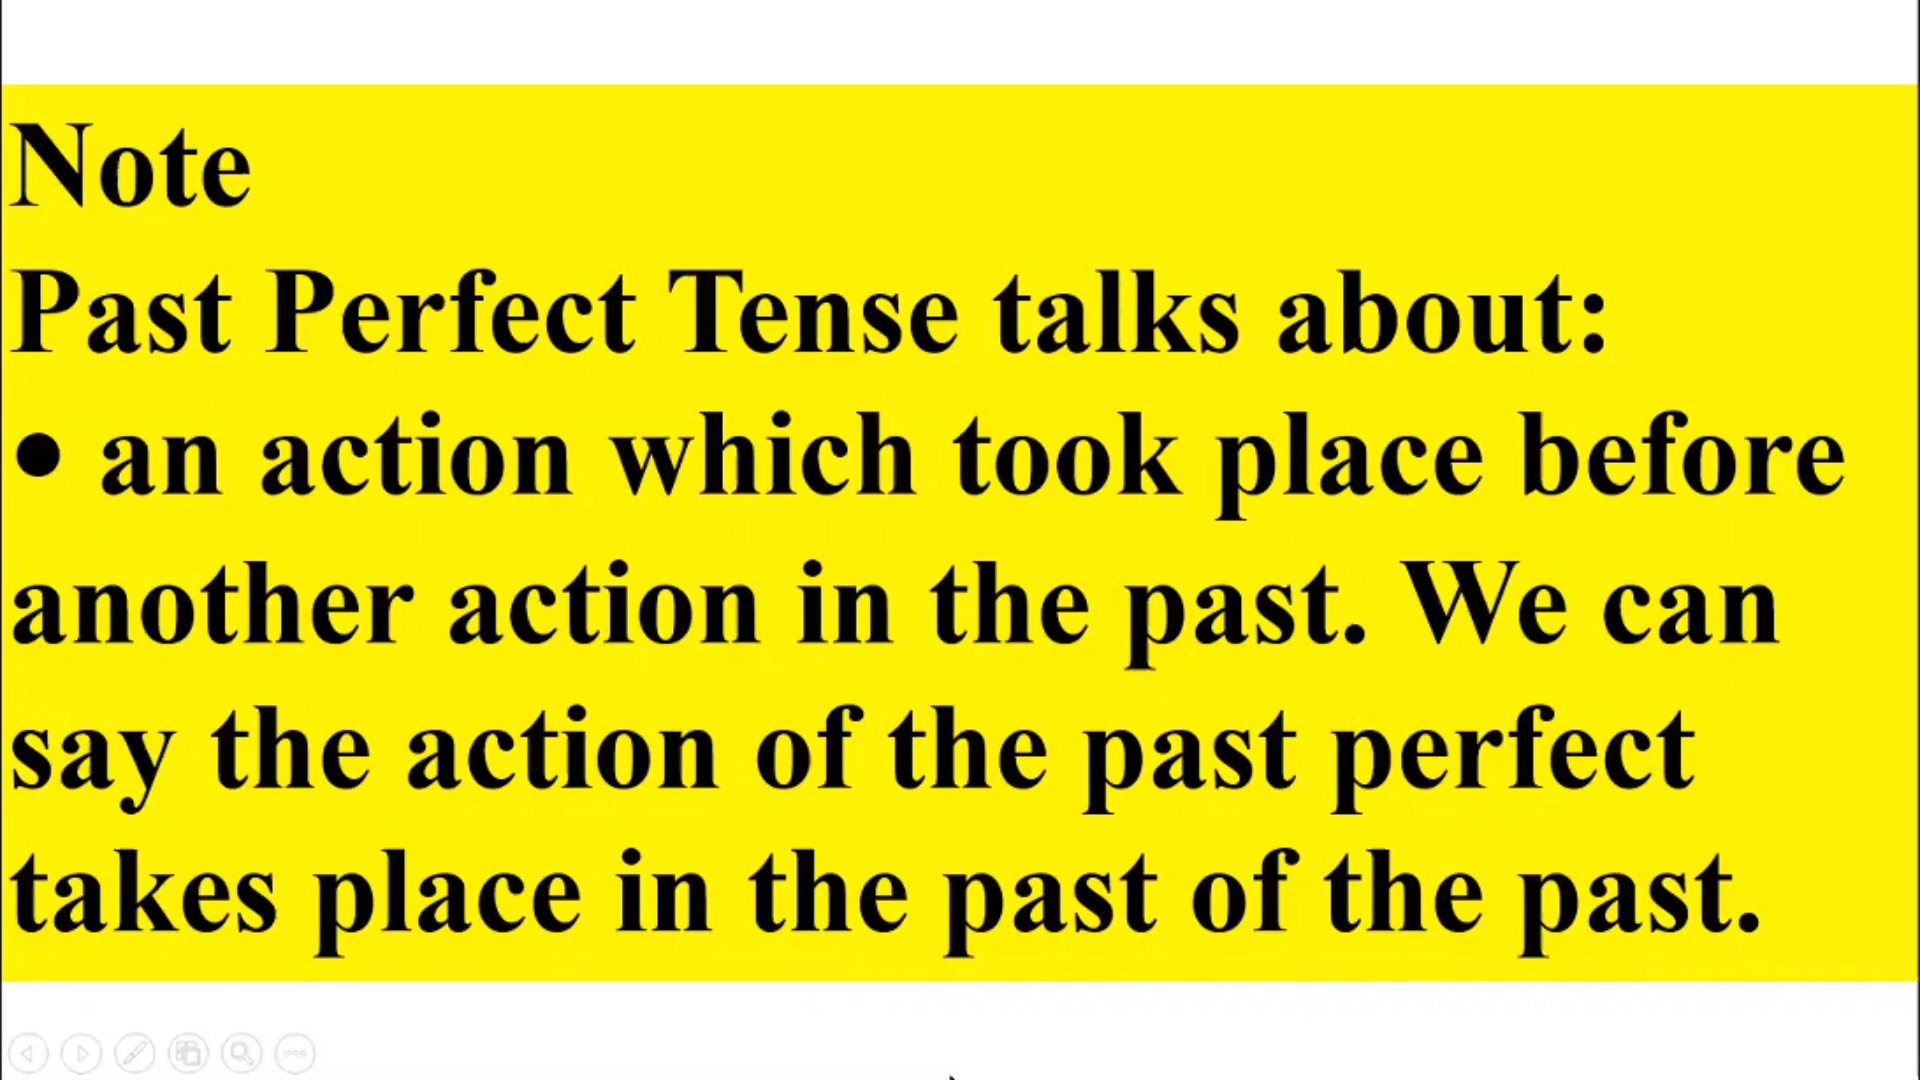 Note
Past Perfect Tense talks about:
• an action which took place before
another action in the past. We can
say the action of the past perfect
takes place in the past of the past.